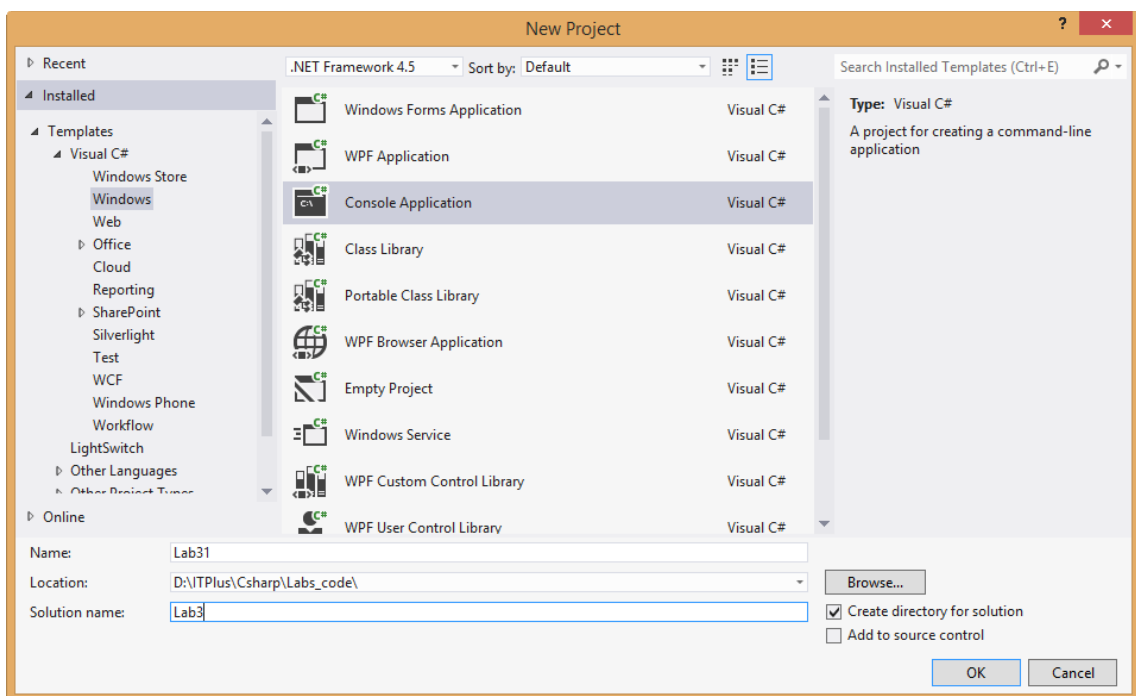 New Project
?
Recent
.NET Framework 4.5
Sort by: Default
Search Installed Templates (Ctrl+E)
Installed
Templates
Visual C#
Windows Store
Windows
Web
Office
Cloud
Reporting
SharePoint
Silverlight
Test
WCF
Windows Phone
Workflow
LightSwitch
Other Languages
Other Project Types
Online
Windows Forms Application Visual C#
WPF Application Visual C#
Console Application Visual C#
Class Library Visual C#
Portable Class Library Visual C#
WPF Browser Application Visual C#
Empty Project Visual C#
Windows Service Visual C#
WPF Custom Control Library Visual C#
WPF User Control Library Visual C#
Type: Visual C#
A project for creating a command-line
application
Name: Lab31
Location: D:\ITPlus\Csharp\Labs_code\
Browse...
Solution name: Lab3
Create directory for solution
Add to source control
OK
Cancel